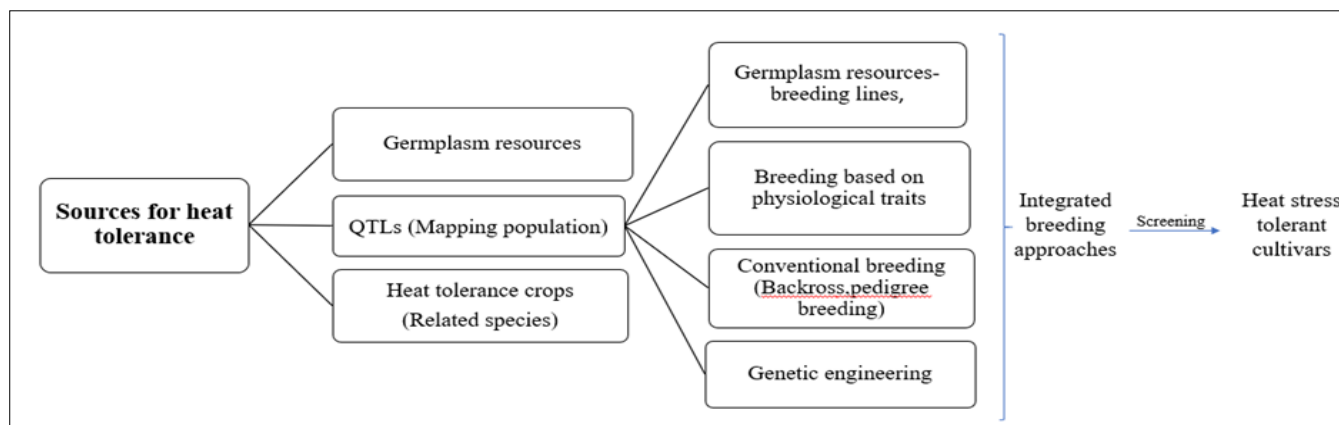 Sources for heat
tolerance
Germplasm resources
QTLs (Mapping population)
Heat tolerance crops
(Related species)
Germplasm resources-
breeding lines,
Breeding based on
physiological traits
Conventional breeding
(Backross,pedigree
breeding)
Genetic engineering
Integrated
breeding
approaches
Screening
Heat stress
tolerant
cultivars